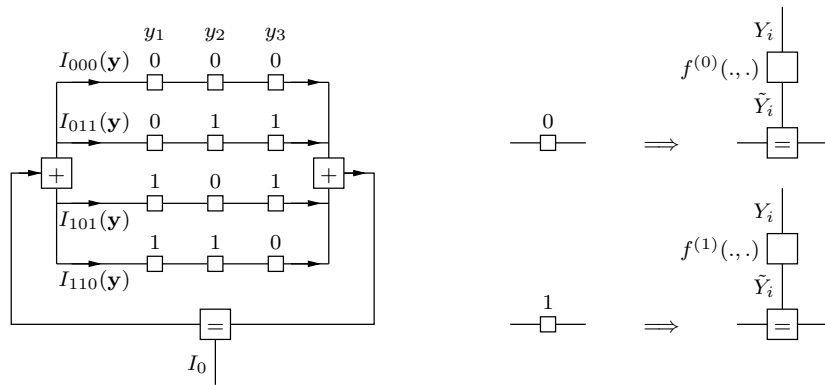 y₁ y₂ y₃
I₀₀₀(y) 0 0 0
I₀₁₁(y) 0 1 1
+ +
I₁₀₁(y) 1 0 1
I₁₁₀(y) 1 1 0
=
I₀
Yᵢ
f⁽⁰⁾(.,.)
Ỹᵢ
0 ⟹ =
Yᵢ
f⁽¹⁾(.,.)
Ỹᵢ
1 ⟹ =